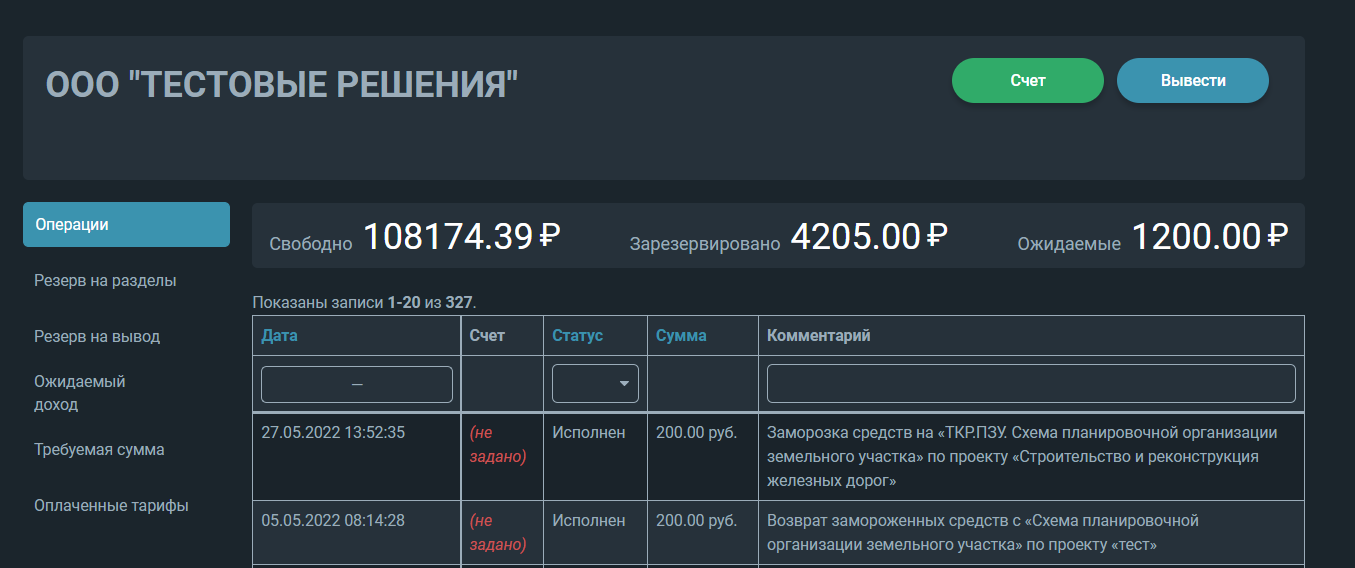 ООО "ТЕСТОВЫЕ РЕШЕНИЯ"
Счет
Вывести
Операции
Резерв на разделы
Резерв на вывод
Ожидаемый
доход
Требуемая сумма
Оплаченные тарифы
Свободно 108174.39 ₽ Зарезервировано 4205.00 ₽ Ожидаемые 1200.00 ₽
Показаны записи 1-20 из 327.
Дата Счет Статус Сумма Комментарий
—
27.05.2022 13:52:35 (не Исполнен 200.00 руб. Заморозка средств на «ТКР.ПЗУ. Схема планировочной организации
задано) земельного участка» по проекту «Строительство и реконструкция
железных дорог»
05.05.2022 08:14:28 (не Исполнен 200.00 руб. Возврат замороженных средств с «Схема планировочной
задано) организации земельного участка» по проекту «тест»